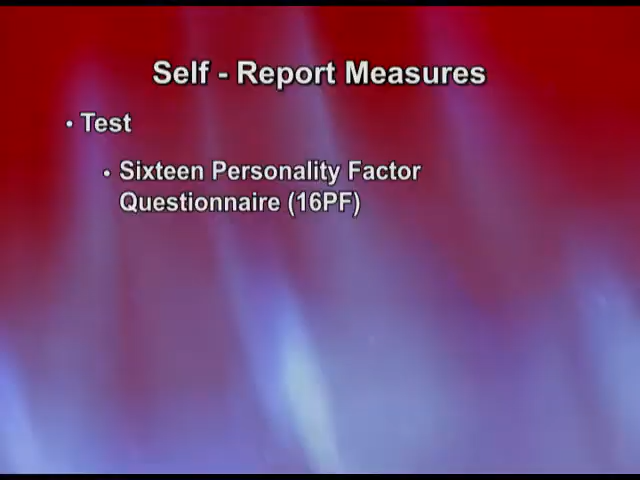 Self - Report Measures
• Test
• Sixteen Personality Factor
Questionnaire (16PF)